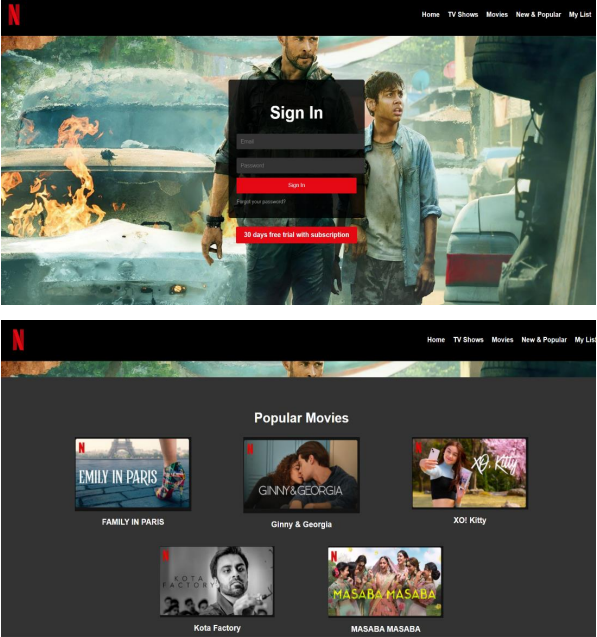 N
Home TV Shows Movies New & Popular My List
Sign In
Email
Password
Sign In
Forgot your password?
30 days free trial with subscription
N
Home TV Shows Movies New & Popular My List
Popular Movies
N
EMILY IN PARIS
FAMILY IN PARIS
N
GINNY&GEORGIA
Ginny & Georgia
N
XO, Kitty
XO! Kitty
N
KOTA
FACTORY
Kota Factory
N
MASABA MASABA
MASABA MASABA